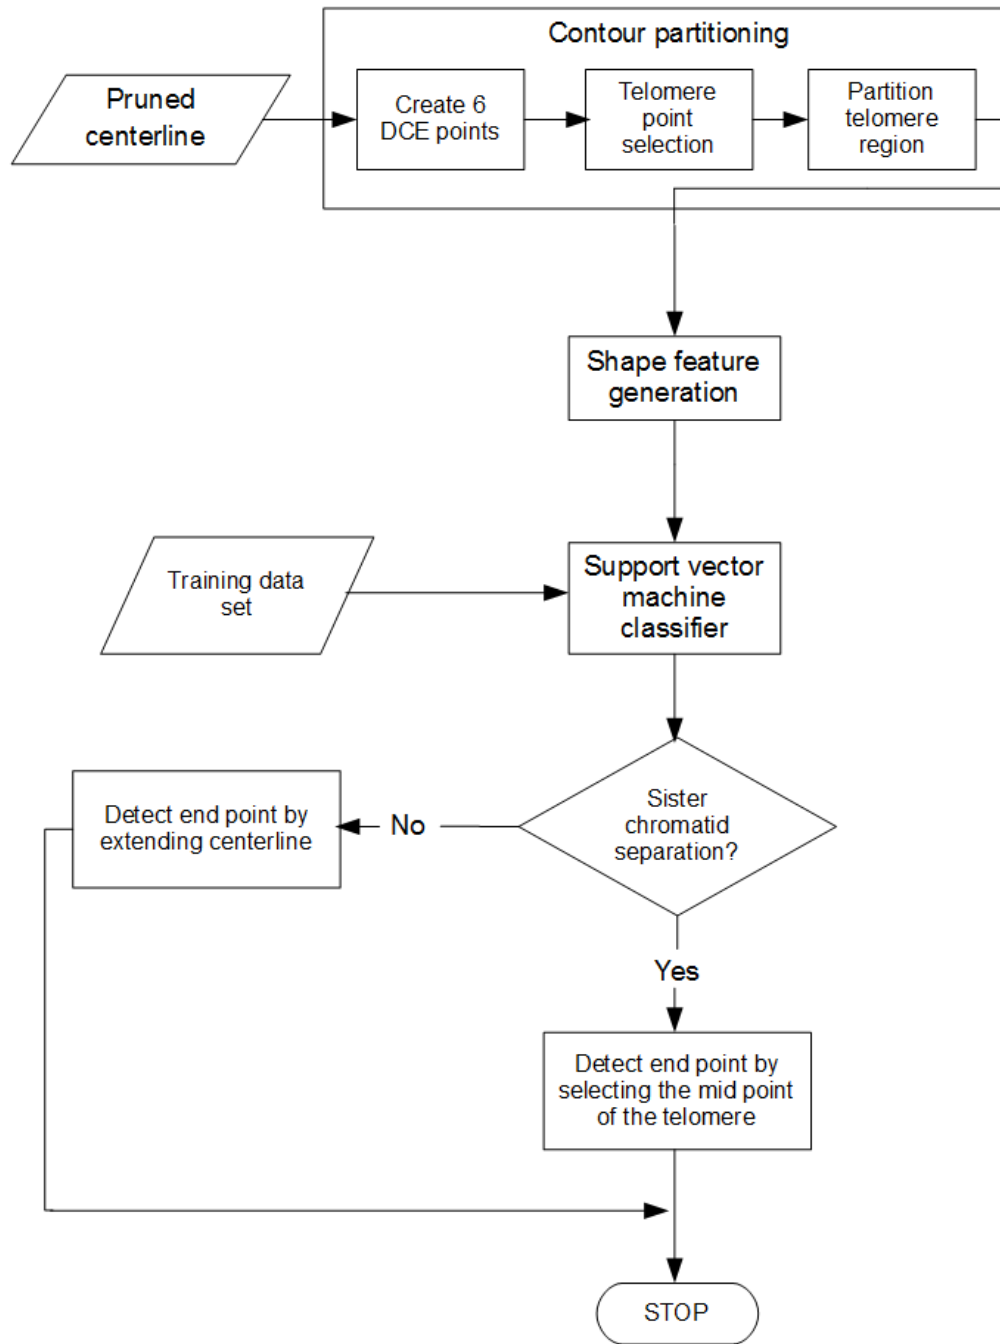 Contour partitioning
Pruned
centerline
Create 6
DCE points
Telomere
point
selection
Partition
telomere
region
Shape feature
generation
Training data
set
Support vector
machine
classifier
Sister
chromatid
separation?
No
Detect end point by
extending centerline
Yes
Detect end point by
selecting the mid point
of the telomere
STOP